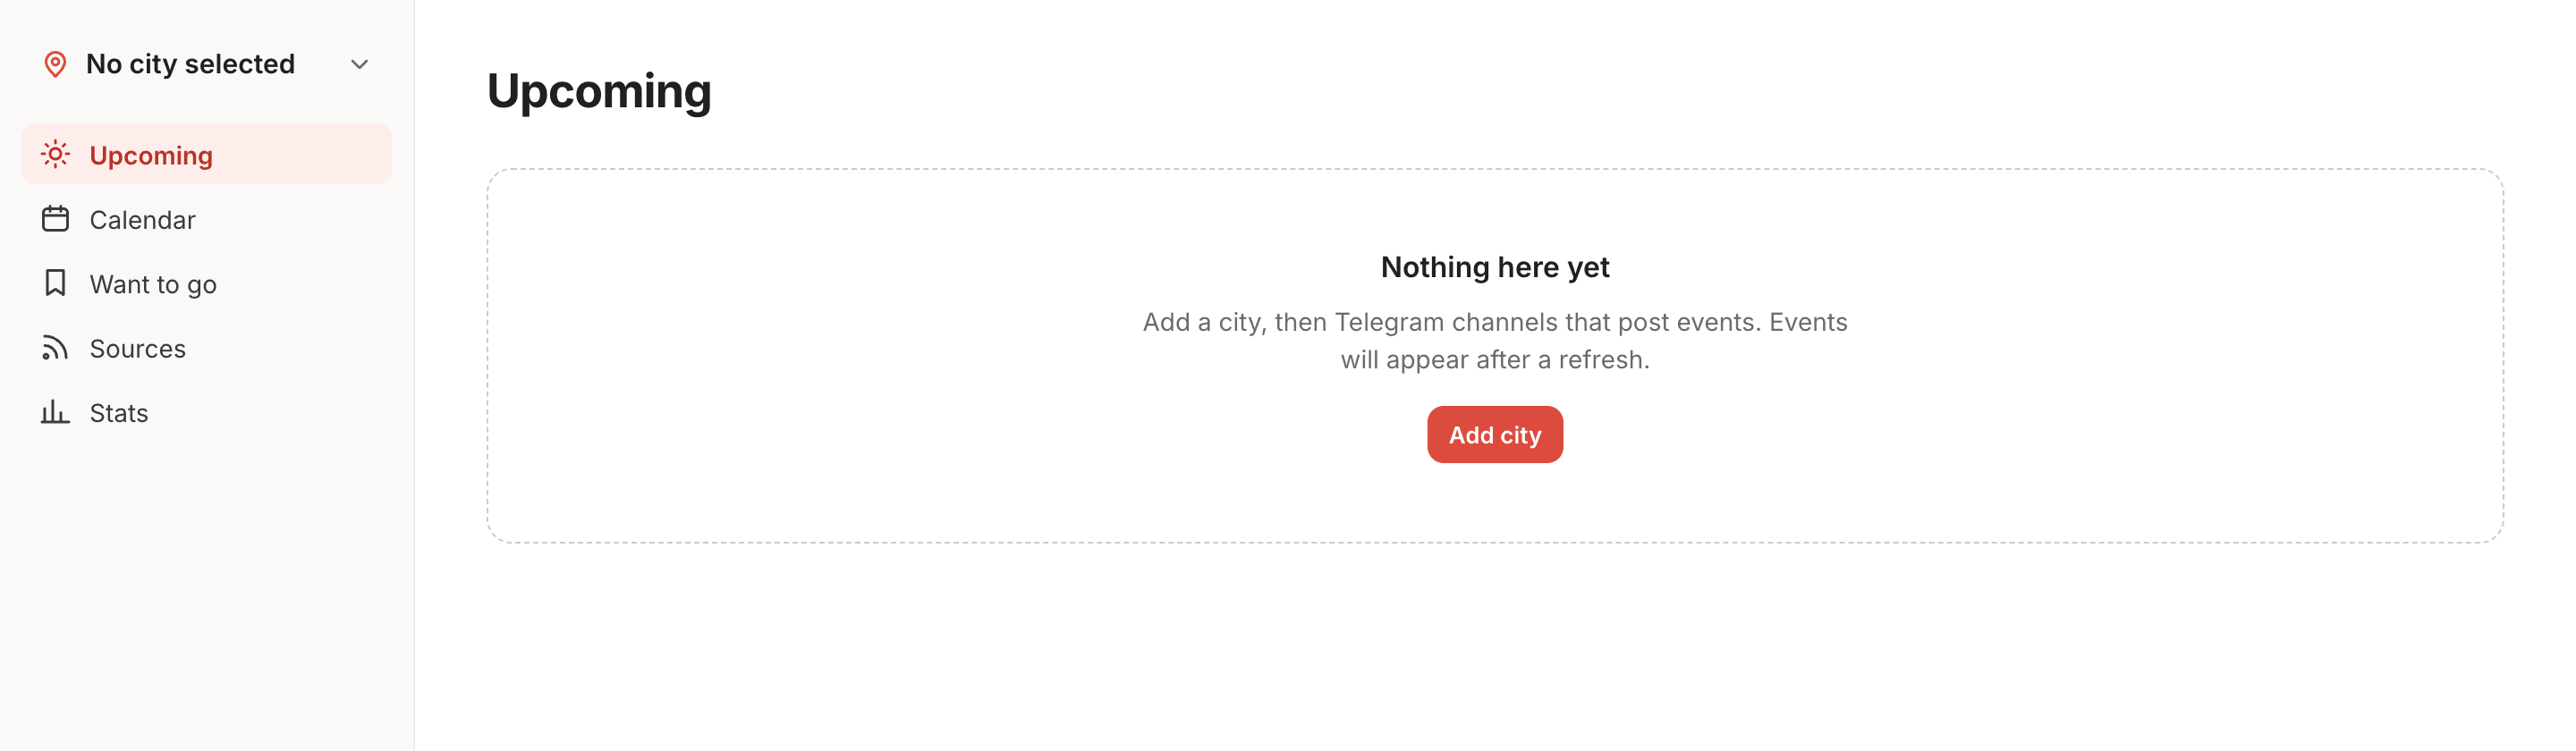 No city selected
Upcoming
Calendar
Want to go
Sources
Stats
Upcoming
Nothing here yet
Add a city, then Telegram channels that post events. Events
will appear after a refresh.
Add city